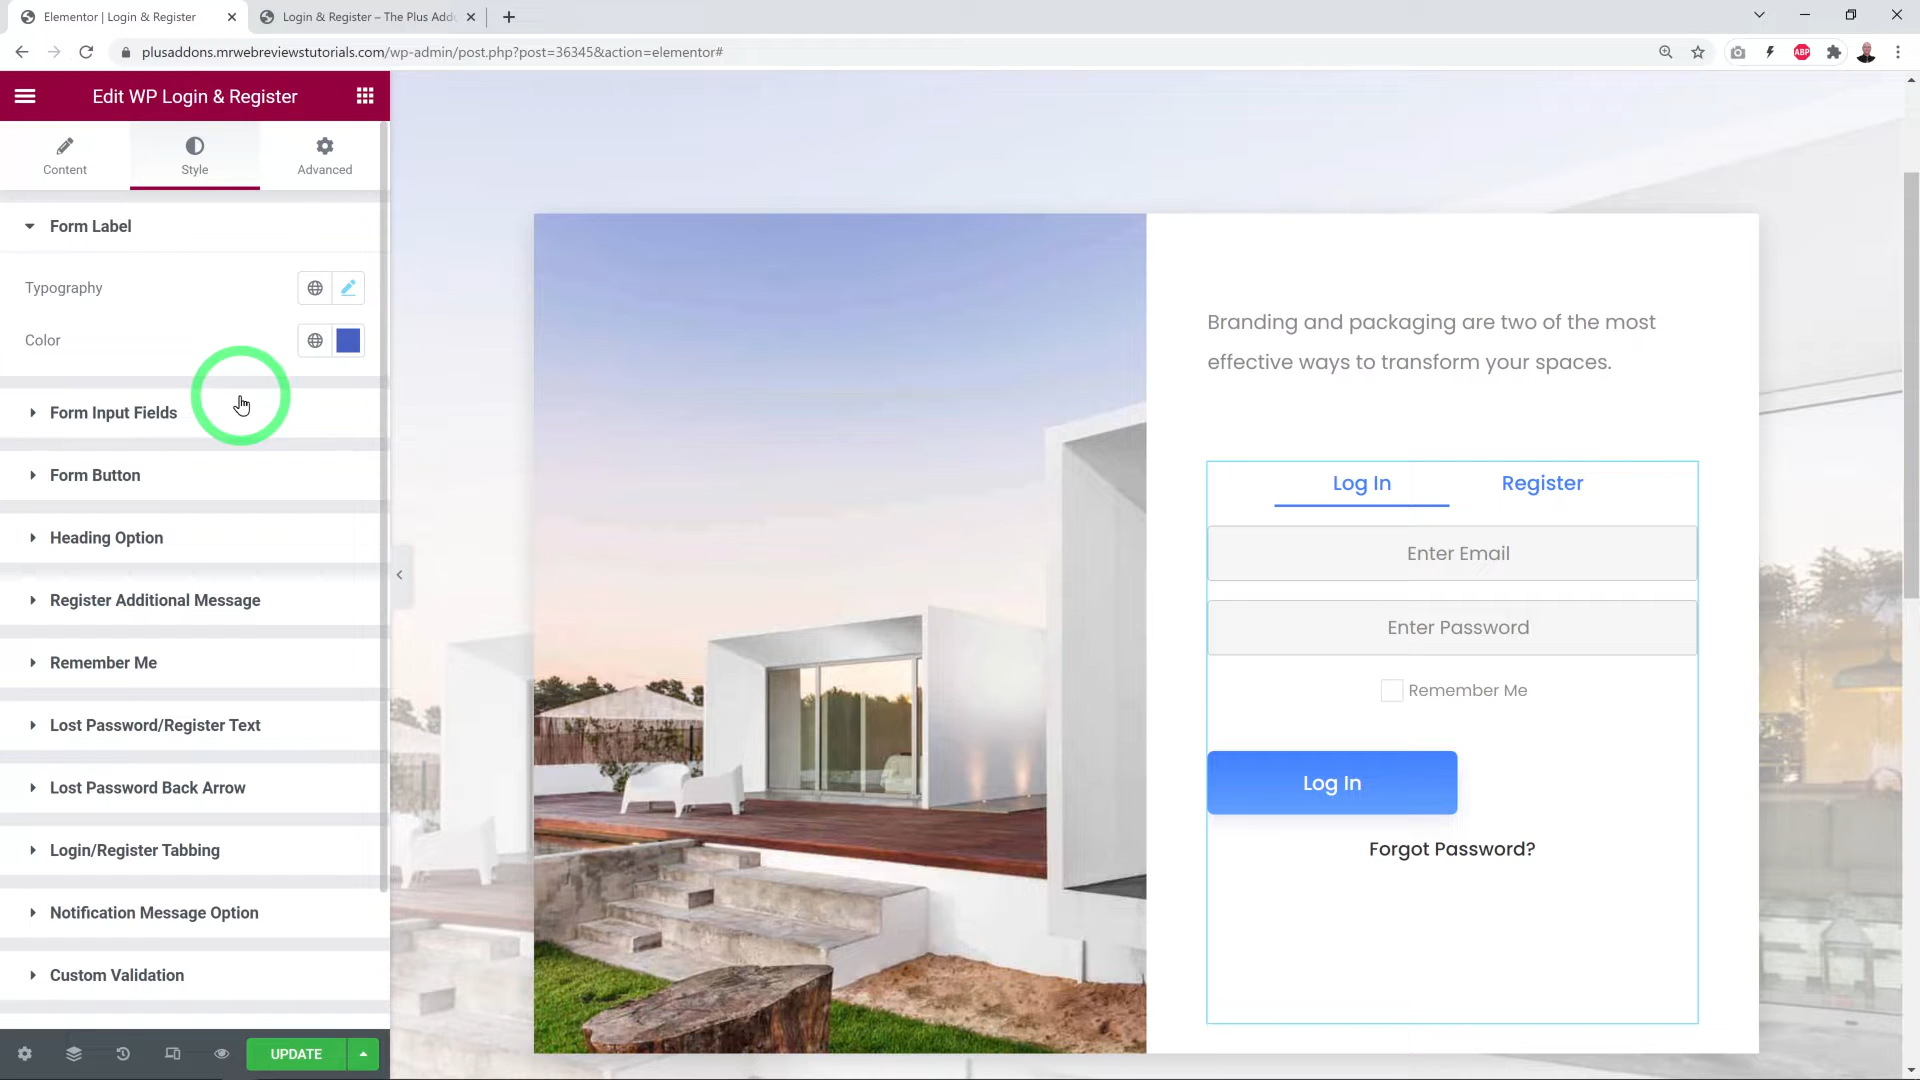 Elementor | Login & Register
Login & Register – The Plus Add
plusaddons.mrwebreviewstutorials.com/wp-admin/post.php?post=36345&action=elementor#
ABP
Edit WP Login & Register
Content
Style
Advanced
Form Label
Typography
Color
Form Input Fields
Form Button
Heading Option
Register Additional Message
Remember Me
Lost Password/Register Text
Lost Password Back Arrow
Login/Register Tabbing
Notification Message Option
Custom Validation
UPDATE
Branding and packaging are two of the most
effective ways to transform your spaces.
Log In Register
Enter Email
Enter Password
Remember Me
Log In
Forgot Password?